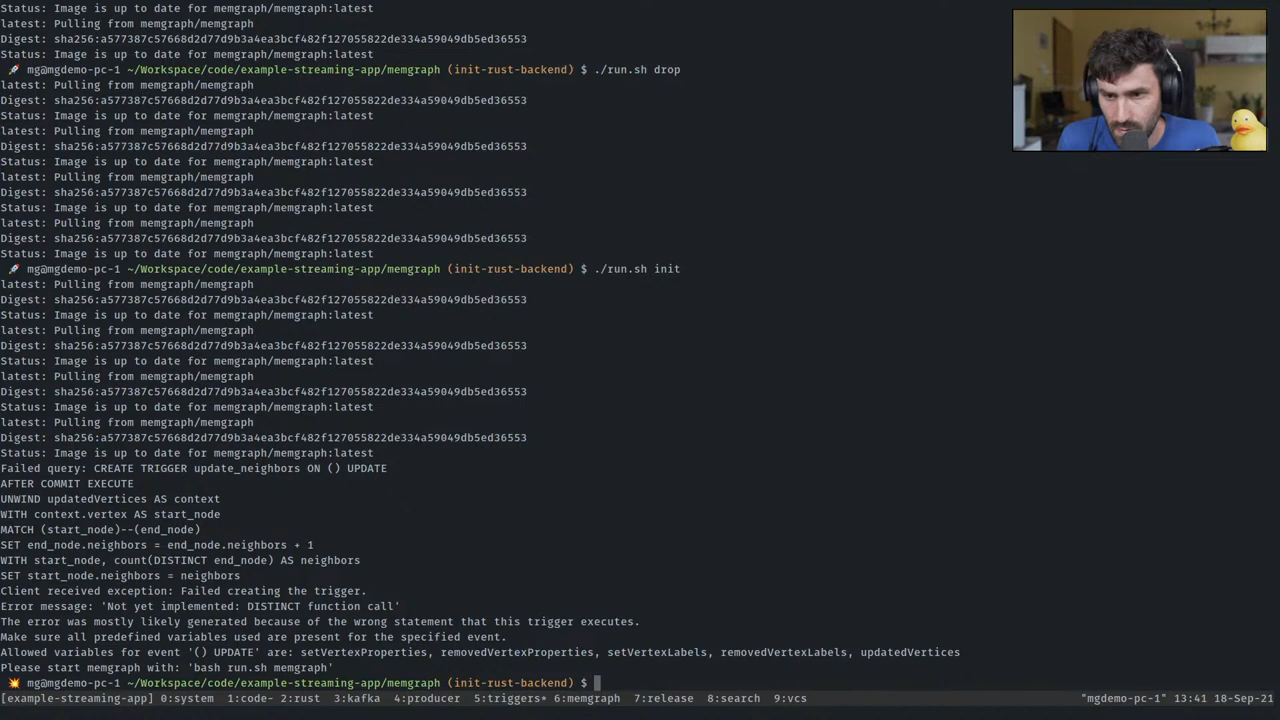 Status: Image is up to date for memgraph/memgraph:latest
latest: Pulling from memgraph/memgraph
Digest: sha256:a577387c57668d2d77d9b3a4ea3bcf482f127055822de334a59049db5ed36553
Status: Image is up to date for memgraph/memgraph:latest
mg@mgdemo-pc-1 ~/Workspace/code/example-streaming-app/memgraph (init-rust-backend) $ ./run.sh drop
latest: Pulling from memgraph/memgraph
Digest: sha256:a577387c57668d2d77d9b3a4ea3bcf482f127055822de334a59049db5ed36553
Status: Image is up to date for memgraph/memgraph:latest
latest: Pulling from memgraph/memgraph
Digest: sha256:a577387c57668d2d77d9b3a4ea3bcf482f127055822de334a59049db5ed36553
Status: Image is up to date for memgraph/memgraph:latest
latest: Pulling from memgraph/memgraph
Digest: sha256:a577387c57668d2d77d9b3a4ea3bcf482f127055822de334a59049db5ed36553
Status: Image is up to date for memgraph/memgraph:latest
latest: Pulling from memgraph/memgraph
Digest: sha256:a577387c57668d2d77d9b3a4ea3bcf482f127055822de334a59049db5ed36553
Status: Image is up to date for memgraph/memgraph:latest
mg@mgdemo-pc-1 ~/Workspace/code/example-streaming-app/memgraph (init-rust-backend) $ ./run.sh init
latest: Pulling from memgraph/memgraph
Digest: sha256:a577387c57668d2d77d9b3a4ea3bcf482f127055822de334a59049db5ed36553
Status: Image is up to date for memgraph/memgraph:latest
latest: Pulling from memgraph/memgraph
Digest: sha256:a577387c57668d2d77d9b3a4ea3bcf482f127055822de334a59049db5ed36553
Status: Image is up to date for memgraph/memgraph:latest
latest: Pulling from memgraph/memgraph
Digest: sha256:a577387c57668d2d77d9b3a4ea3bcf482f127055822de334a59049db5ed36553
Status: Image is up to date for memgraph/memgraph:latest
latest: Pulling from memgraph/memgraph
Digest: sha256:a577387c57668d2d77d9b3a4ea3bcf482f127055822de334a59049db5ed36553
Status: Image is up to date for memgraph/memgraph:latest
Failed query: CREATE TRIGGER update_neighbors ON () UPDATE
AFTER COMMIT EXECUTE
UNWIND updatedVertices AS context
WITH context.vertex AS start_node
MATCH (start_node)--(end_node)
SET end_node.neighbors = end_node.neighbors + 1
WITH start_node, count(DISTINCT end_node) AS neighbors
SET start_node.neighbors = neighbors
Client received exception: Failed creating the trigger.
Error message: 'Not yet implemented: DISTINCT function call'
The error was mostly likely generated because of the wrong statement that this trigger executes.
Make sure all predefined variables used are present for the specified event.
Allowed variables for event '() UPDATE' are: setVertexProperties, removedVertexProperties, setVertexLabels, removedVertexLabels, updatedVertices
Please start memgraph with: 'bash run.sh memgraph'
mg@mgdemo-pc-1 ~/Workspace/code/example-streaming-app/memgraph (init-rust-backend) $
[example-streaming-app] 0:system 1:code- 2:rust 3:kafka 4:producer 5:triggers* 6:memgraph 7:release 8:search 9:vcs "mgdemo-pc-1" 13:41 18-Sep-21